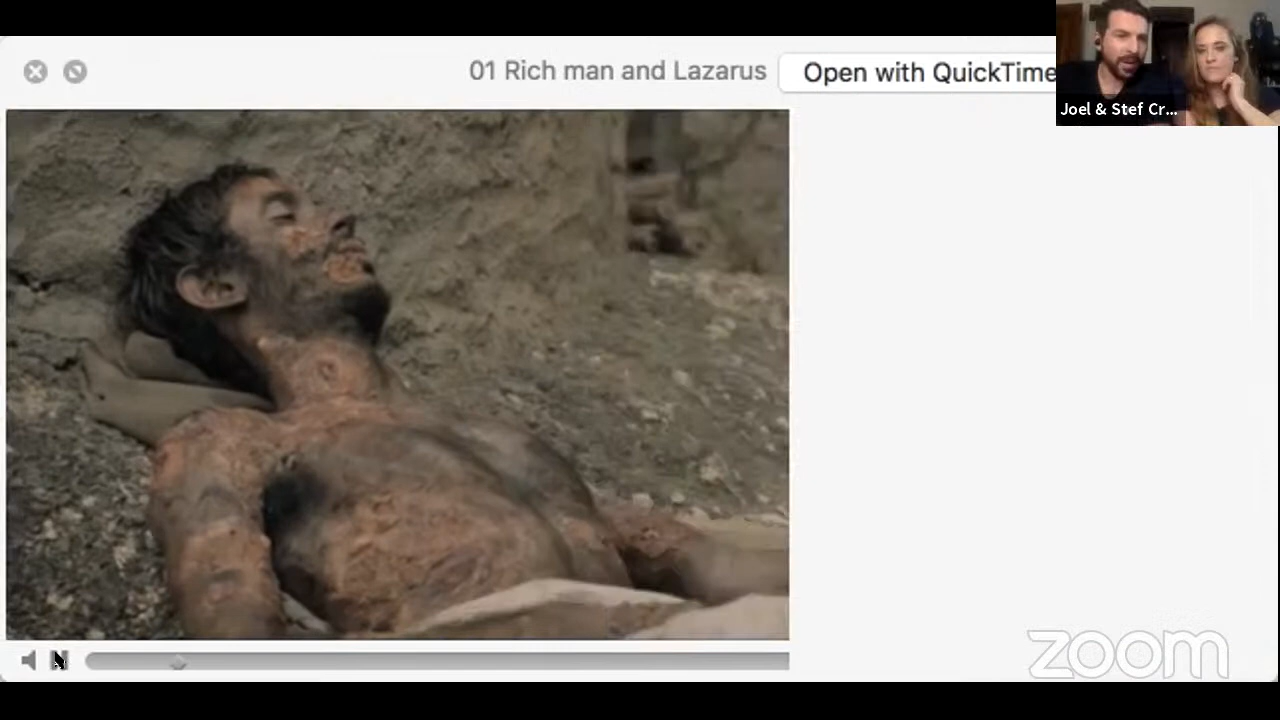 01 Rich man and Lazarus
Open with QuickTime
Joel & Stef Cr...
zoom